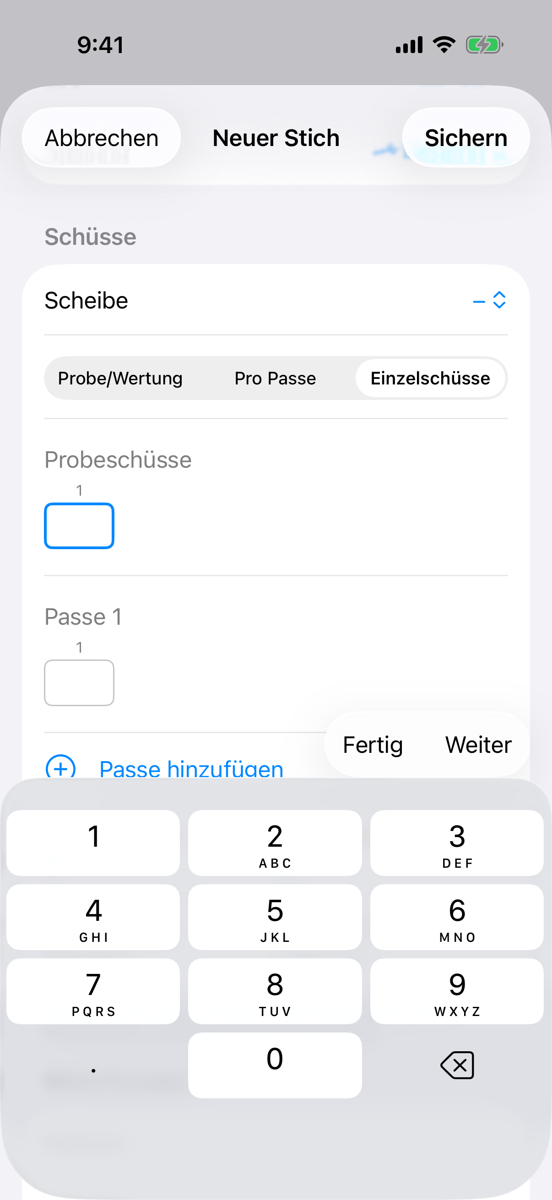 9:41
Abbrechen
Neuer Stich
Sichern
Schüsse
Scheibe
–
Probe/Wertung
Pro Passe
Einzelschüsse
Probeschüsse
1
Passe 1
1
Fertig
Weiter
Passe hinzufügen
1
2
ABC
3
DEF
4
GHI
5
JKL
6
MNO
7
PQRS
8
TUV
9
WXYZ
.
0